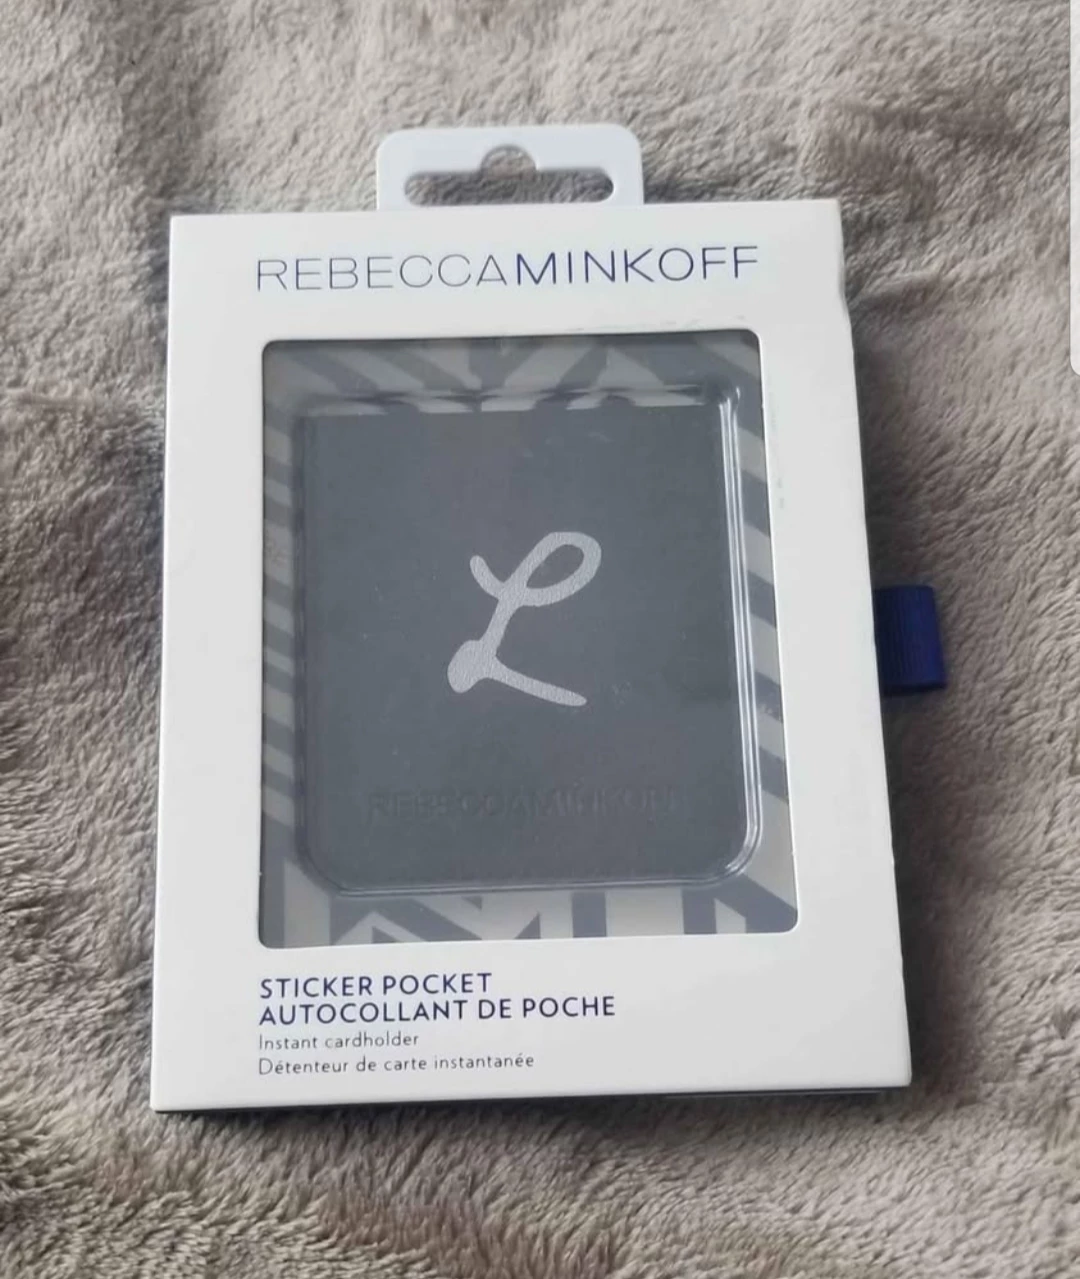 REBECCAMINKOFF
L
REBECCAMINKOFF
STICKER POCKET
AUTOCOLLANT DE POCHE
Instant cardholder
Détenteur de carte instantanée